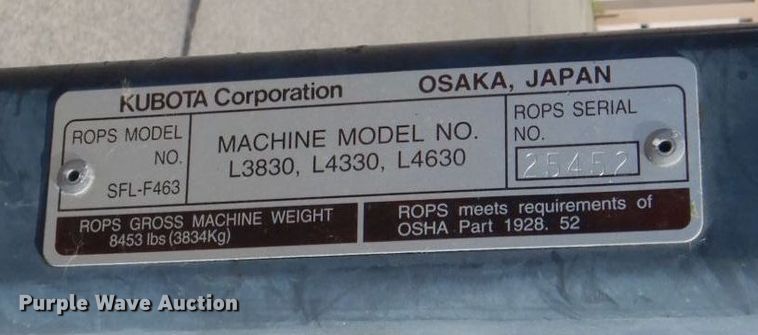 KUBOTA Corporation OSAKA, JAPAN
ROPS MODEL NO.
SFL-F463
MACHINE MODEL NO.
L3830, L4330, L4630
ROPS SERIAL NO.
25452
ROPS GROSS MACHINE WEIGHT
8453 lbs (3834Kg)
ROPS meets requirements of
OSHA Part 1928. 52
Purple Wave Auction